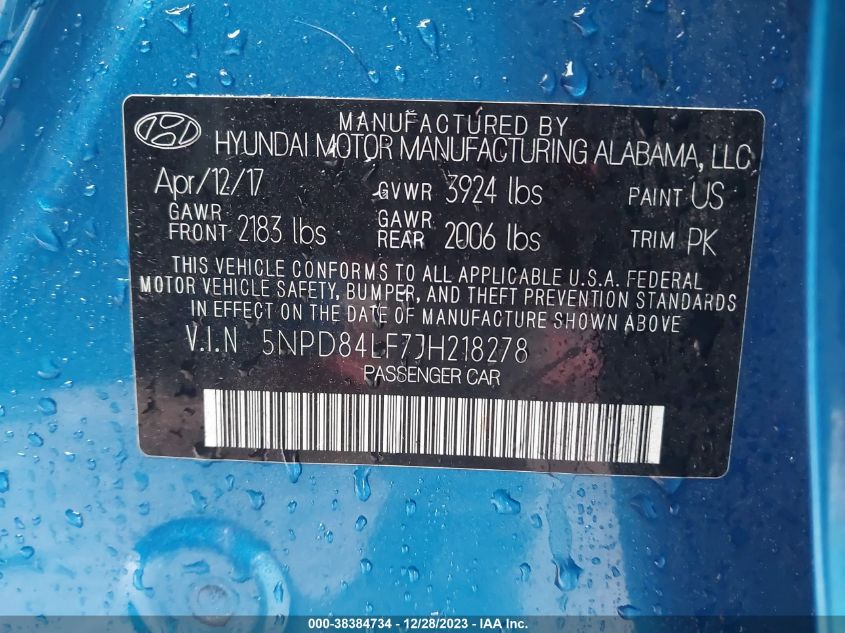 MANUFACTURED BY
HYUNDAI MOTOR MANUFACTURING ALABAMA, LLC
Apr/12/17 GVWR 3924 lbs PAINT US
GAWR FRONT 2183 lbs GAWR REAR 2006 lbs TRIM PK
THIS VEHICLE CONFORMS TO ALL APPLICABLE U.S.A. FEDERAL
MOTOR VEHICLE SAFETY, BUMPER, AND THEFT PREVENTION STANDARDS
IN EFFECT ON THE DATE OF MANUFACTURE SHOWN ABOVE
V.I.N 5NPD84LF7JH218278
PASSENGER CAR
000-38384734 - 12/28/2023 - IAA, Inc.